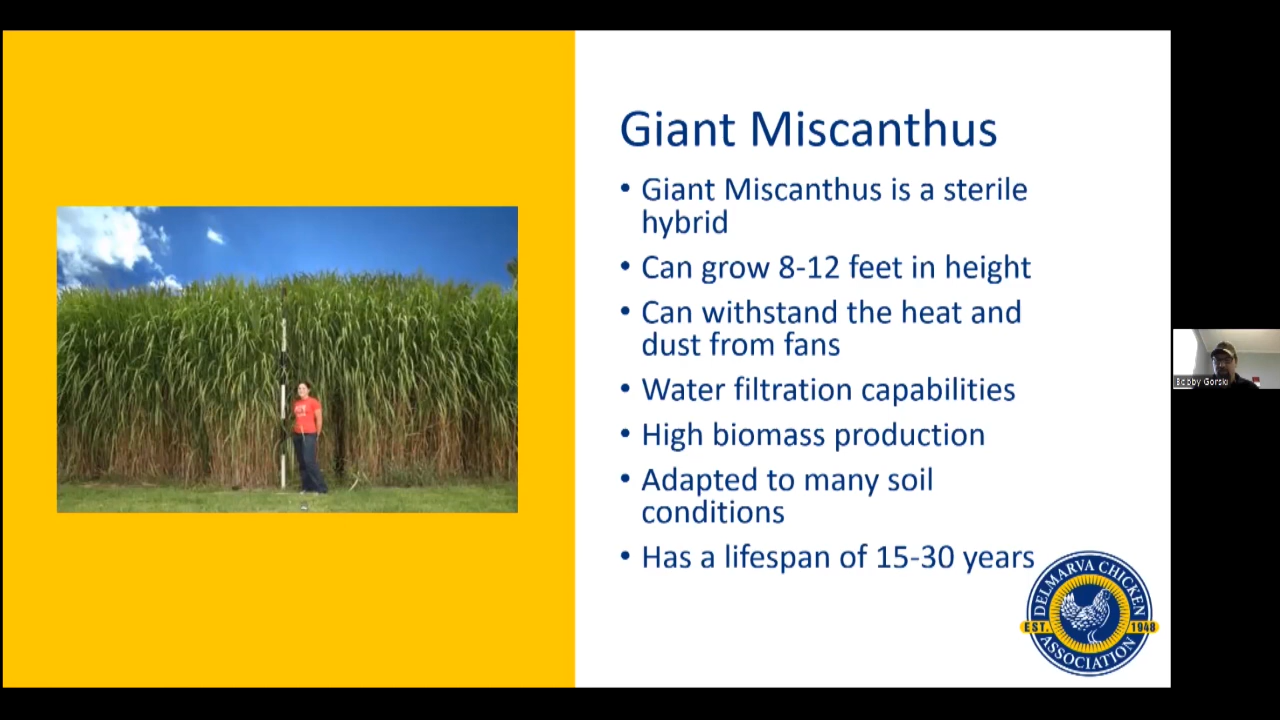 Giant Miscanthus
• Giant Miscanthus is a sterile
hybrid
• Can grow 8-12 feet in height
• Can withstand the heat and
dust from fans
• Water filtration capabilities
• High biomass production
• Adapted to many soil
conditions
• Has a lifespan of 15-30 years
DELMARVA CHICKEN
EST. 1948
ASSOCIATION
Bobby Gorski